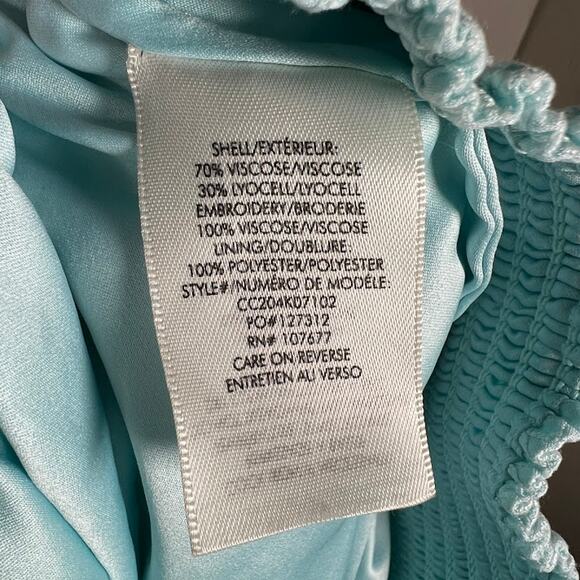 SHELL/EXTÉRIEUR:
70% VISCOSE/VISCOSE
30% LYOCELL/LYOCELL
EMBROIDERY/BRODERIE
100% VISCOSE/VISCOSE
LINING/DOUBLURE
100% POLYESTER/POLYESTER
STYLE#/NUMÉRO DE MODÈLE:
CC204K07102
PO#127312
RN# 107677
CARE ON REVERSE
ENTRETIEN AU VERSO